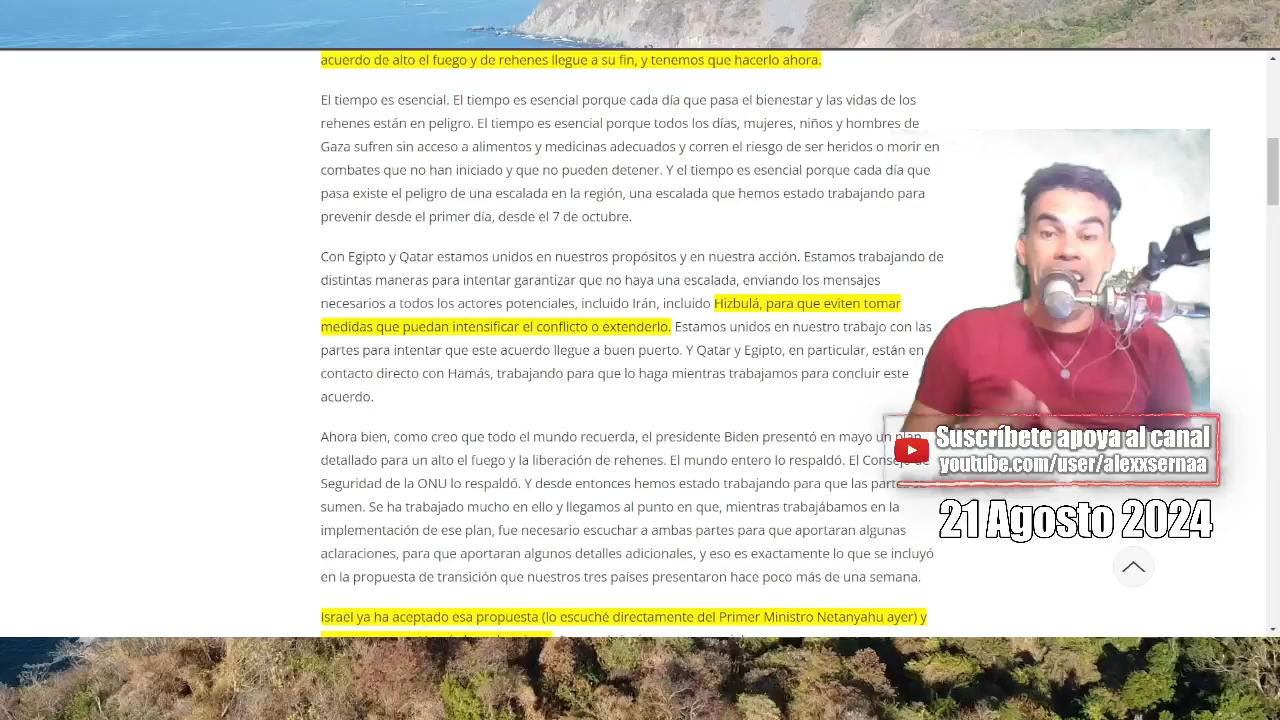 acuerdo de alto el fuego y de rehenes llegue a su fin, y tenemos que hacerlo ahora.
El tiempo es esencial. El tiempo es esencial porque cada día que pasa el bienestar y las vidas de los
rehenes están en peligro. El tiempo es esencial porque todos los días, mujeres, niños y hombres de
Gaza sufren sin acceso a alimentos y medicinas adecuados y corren el riesgo de ser heridos o morir en
combates que no han iniciado y que no pueden detener. Y el tiempo es esencial porque cada día que
pasa existe el peligro de una escalada en la región, una escalada que hemos estado trabajando para
prevenir desde el primer día, desde el 7 de octubre.
Con Egipto y Qatar estamos unidos en nuestros propósitos y en nuestra acción. Estamos trabajando de
distintas maneras para intentar garantizar que no haya una escalada, enviando los mensajes
necesarios a todos los actores potenciales, incluido Irán, incluido Hizbulá, para que eviten tomar
medidas que puedan intensificar el conflicto o extenderlo. Estamos unidos en nuestro trabajo con las
partes para intentar que este acuerdo llegue a buen puerto. Y Qatar y Egipto, en particular, están en
contacto directo con Hamás, trabajando para que lo haga mientras trabajamos para concluir este
acuerdo.
Ahora bien, como creo que todo el mundo recuerda, el presidente Biden presentó en mayo un plan
detallado para un alto el fuego y la liberación de rehenes. El mundo entero lo respaldó. El Consejo de
Seguridad de la ONU lo respaldó. Y desde entonces hemos estado trabajando para que las partes se
sumen. Se ha trabajado mucho en ello y llegamos al punto en que, mientras trabajábamos en la
implementación de ese plan, fue necesario escuchar a ambas partes para que aportaran algunas
aclaraciones, para que aportaran algunos detalles adicionales, y eso es exactamente lo que se incluyó
en la propuesta de transición que nuestros tres países presentaron hace poco más de una semana.
Israel ya ha aceptado esa propuesta (lo escuché directamente del Primer Ministro Netanyahu ayer) y
Suscríbete apoya al canal
youtube.com/user/alexxsernaa
21 Agosto 2024